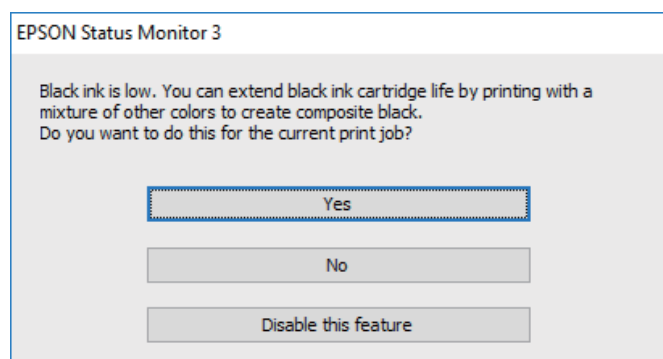 EPSON Status Monitor 3
Black ink is low. You can extend black ink cartridge life by printing with a
mixture of other colors to create composite black.
Do you want to do this for the current print job?
Yes
No
Disable this feature